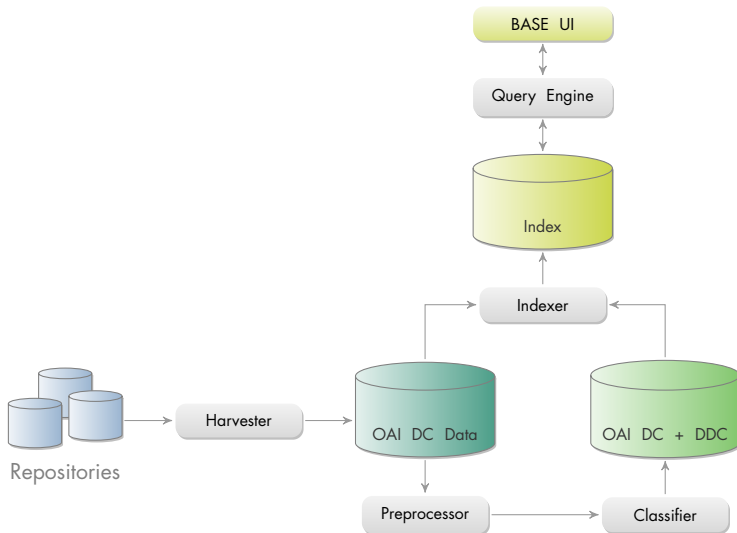 BASE UI
Query Engine
Index
Indexer
OAI DC Data
OAI DC + DDC
Harvester
Repositories
Preprocessor
Classifier